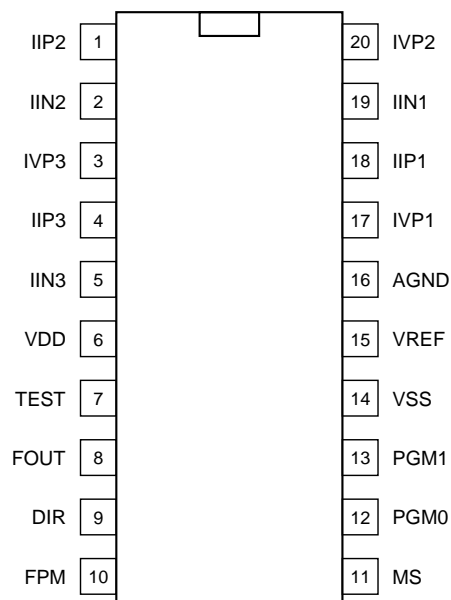 IIP2 1 20 IVP2
IIN2 2 19 IIN1
IVP3 3 18 IIP1
IIP3 4 17 IVP1
IIN3 5 16 AGND
VDD 6 15 VREF
TEST 7 14 VSS
FOUT 8 13 PGM1
DIR 9 12 PGM0
FPM 10 11 MS